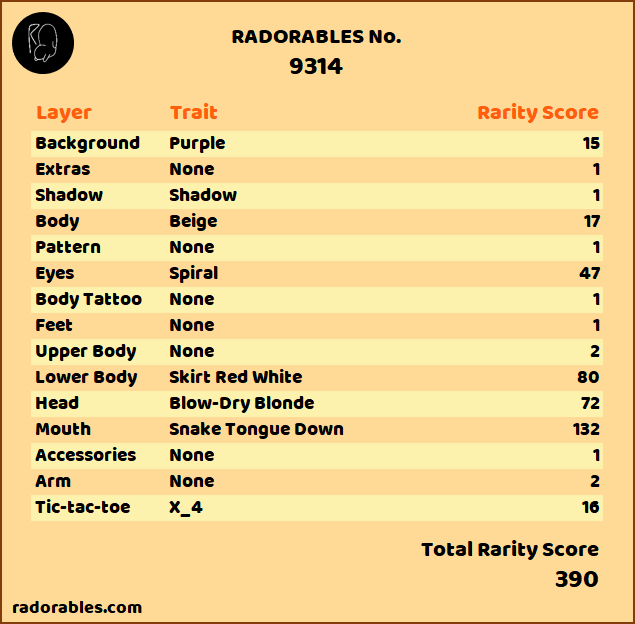 RADORABLES No.
9314
Layer Trait Rarity Score
Background Purple 15
Extras None 1
Shadow Shadow 1
Body Beige 17
Pattern None 1
Eyes Spiral 47
Body Tattoo None 1
Feet None 1
Upper Body None 2
Lower Body Skirt Red White 80
Head Blow-Dry Blonde 72
Mouth Snake Tongue Down 132
Accessories None 1
Arm None 2
Tic-tac-toe X_4 16
Total Rarity Score
390
radorables.com